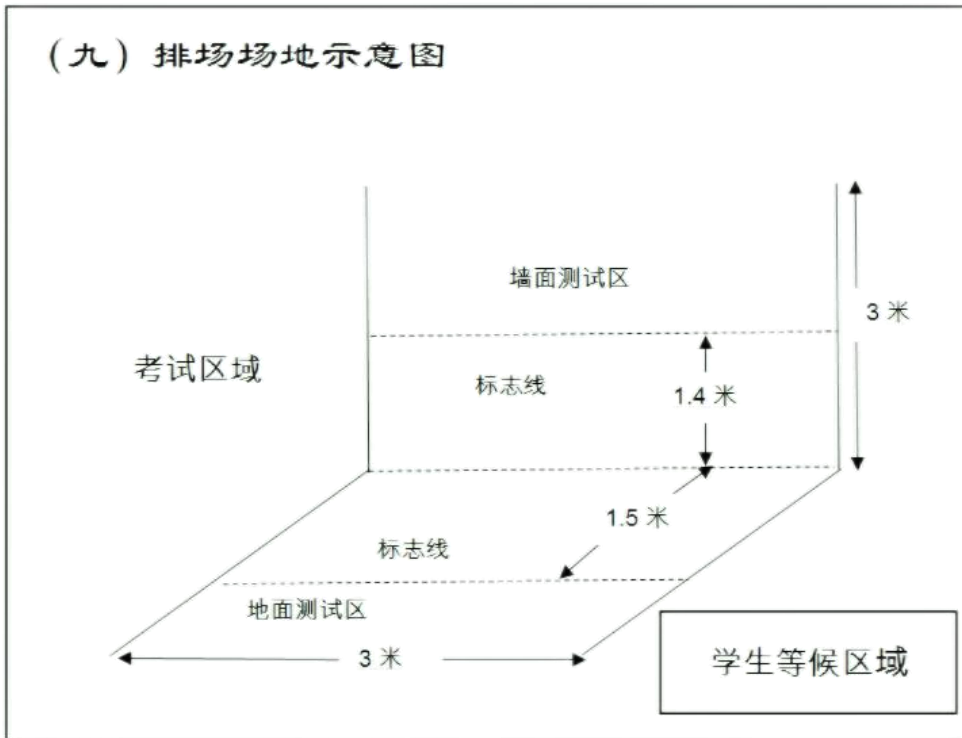 （九）排场场地示意图
墙面测试区
3 米
考试区域
标志线
1.4 米
1.5 米
标志线
地面测试区
3 米
学生等候区域